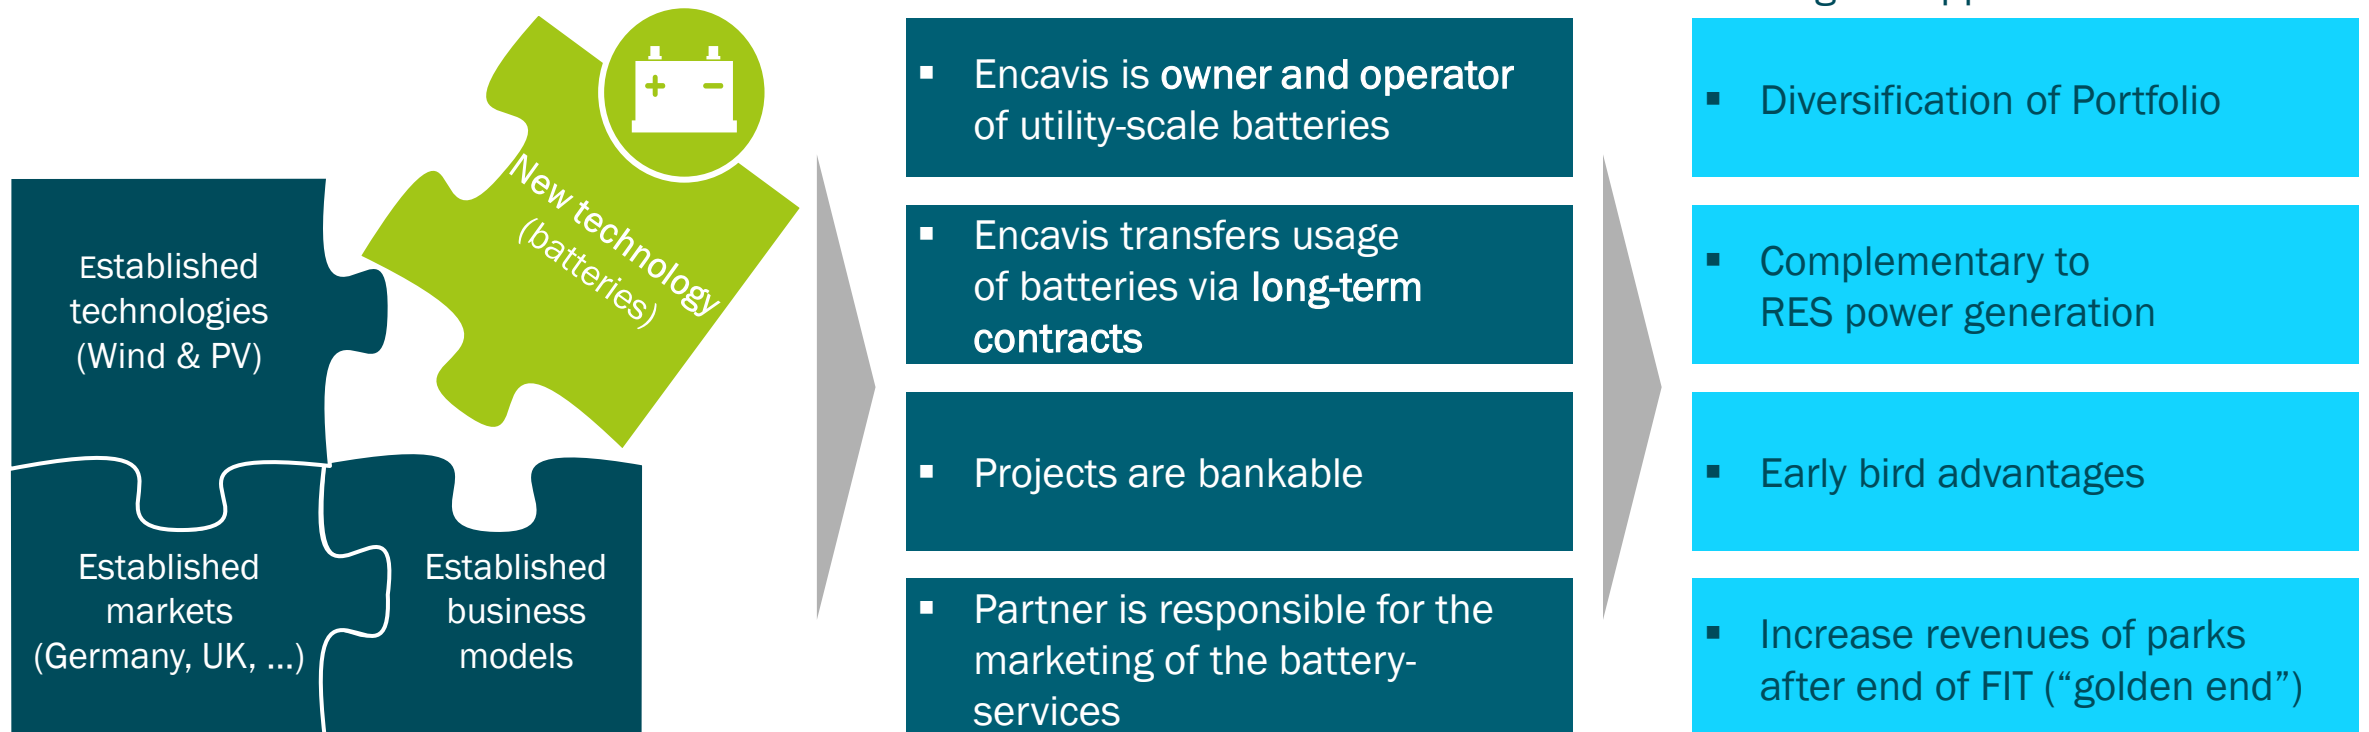 New technology
(batteries)
Established
technologies
(Wind & PV)
Established
markets
(Germany, UK, ...)
Established
business
models
▪ Encavis is owner and operator
of utility-scale batteries
▪ Encavis transfers usage
of batteries via long-term
contracts
▪ Projects are bankable
▪ Partner is responsible for the
marketing of the battery-
services
▪ Diversification of Portfolio
▪ Complementary to
RES power generation
▪ Early bird advantages
▪ Increase revenues of parks
after end of FIT (“golden end”)